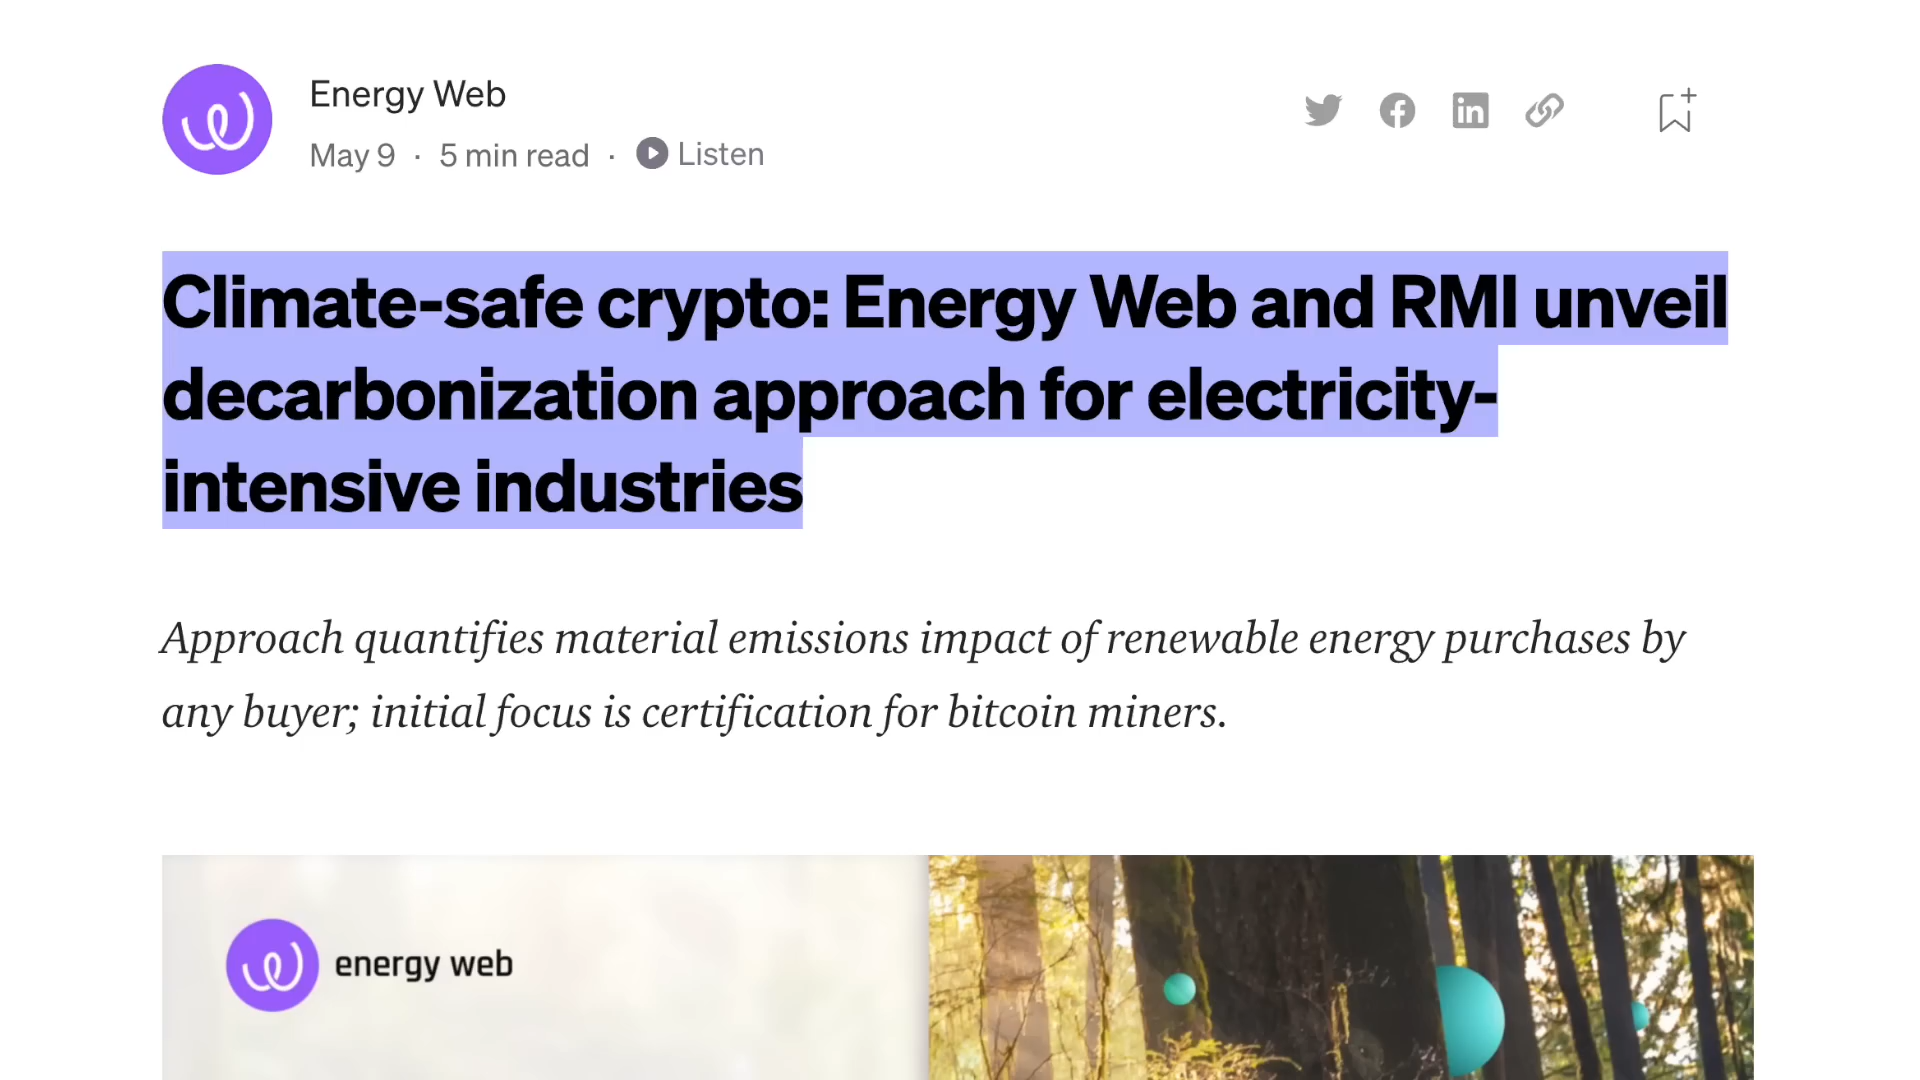 Energy Web
May 9 · 5 min read · Listen
Climate-safe crypto: Energy Web and RMI unveil
decarbonization approach for electricity-
intensive industries
Approach quantifies material emissions impact of renewable energy purchases by
any buyer; initial focus is certification for bitcoin miners.
energy web